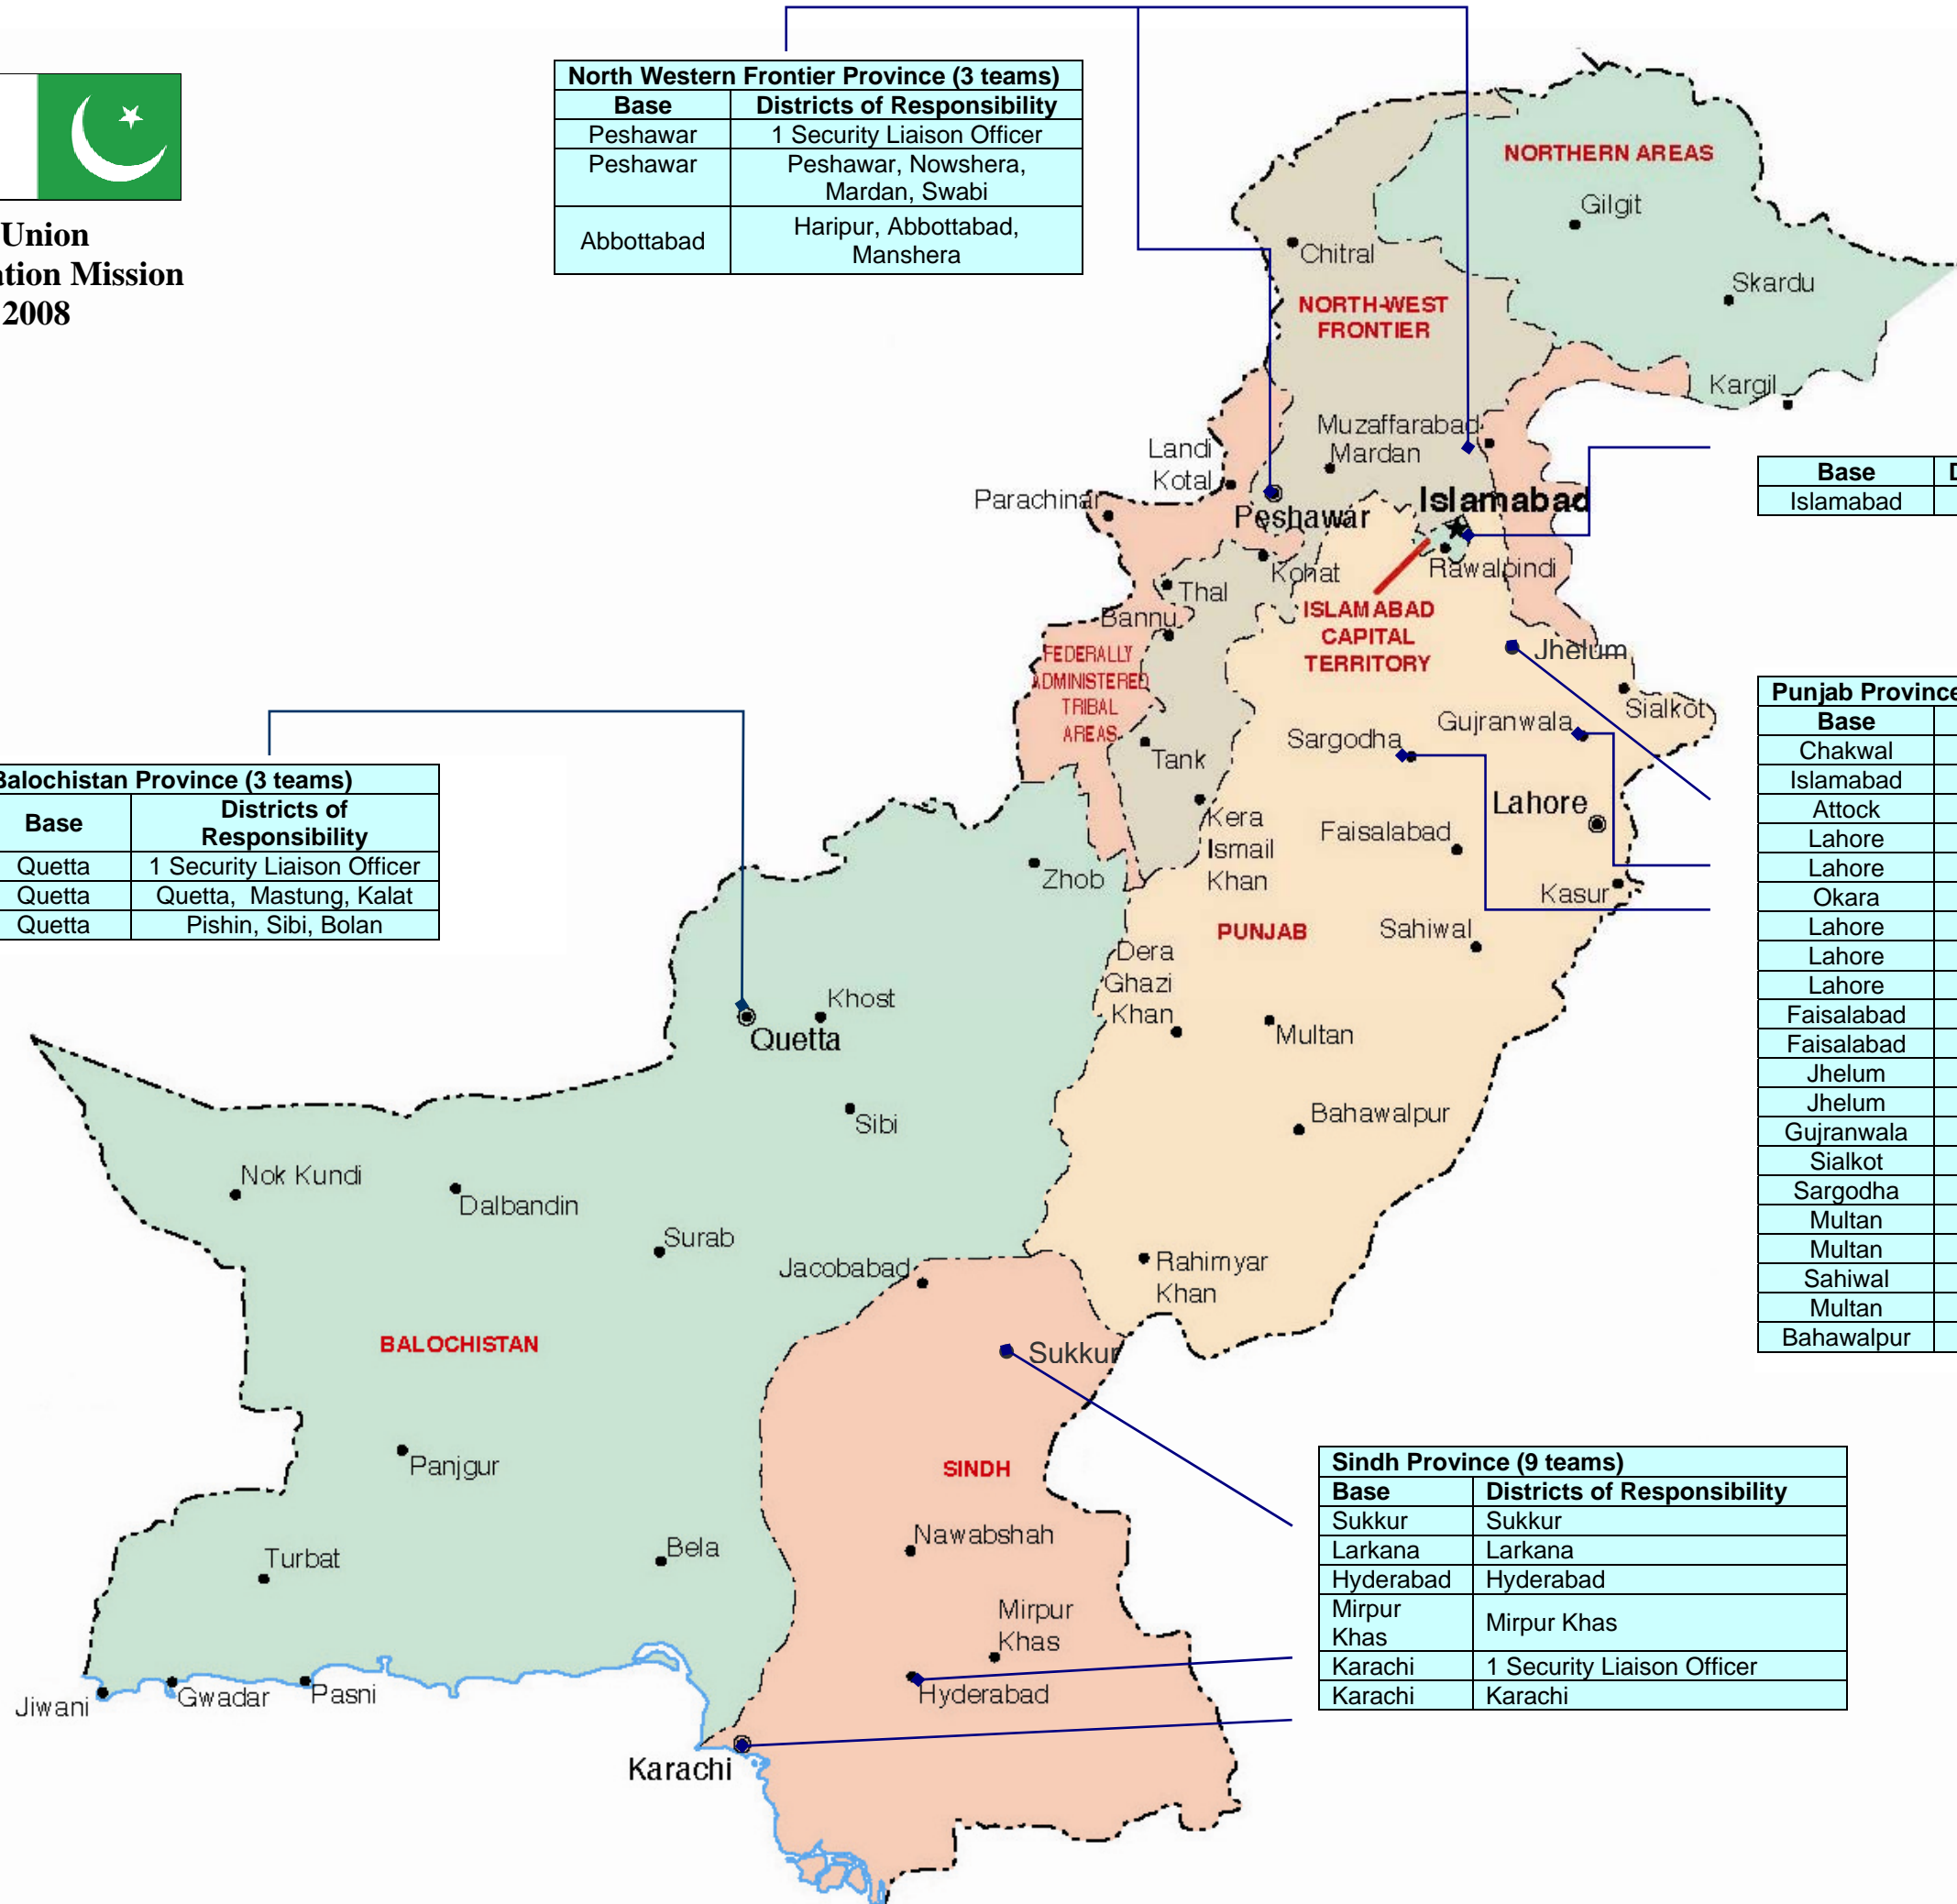 Union
ation Mission
2008
North Western Frontier Province (3 teams)
Base Districts of Responsibility
Peshawar 1 Security Liaison Officer
Peshawar Peshawar, Nowshera,
Mardan, Swabi
Abbottabad Haripur, Abbottabad,
Manshera
NORTHERN AREAS
Gilgit
Chitral
Skardu
NORTH-WEST
FRONTIER
Kargil
Muzaffarabad
Mardan
Landi
Kotal
Parachinar
Peshawar
Islamabad
Kohat
Rawalpindi
Thal
Bannu
ISLAMABAD
CAPITAL
TERRITORY
FEDERALLY
ADMINISTERED
TRIBAL
AREAS
Jhelum
Sialkot
Gujranwala
Sargodha
Tank
Lahore
Kera
Ismail
Khan
Faisalabad
Zhob
Kasur
PUNJAB
Sahiwal
Dera
Ghazi
Khan
Multan
Bahawalpur
Rahimyar
Khan
Base D
Islamabad
Punjab Province
Base
Chakwal
Islamabad
Attock
Lahore
Lahore
Okara
Lahore
Lahore
Lahore
Faisalabad
Faisalabad
Jhelum
Jhelum
Gujranwala
Sialkot
Sargodha
Multan
Multan
Sahiwal
Multan
Bahawalpur
Balochistan Province (3 teams)
Base Districts of
Responsibility
Quetta 1 Security Liaison Officer
Quetta Quetta, Mastung, Kalat
Quetta Pishin, Sibi, Bolan
Khost
Quetta
Sibi
Nok Kundi
Dalbandin
Surab
Jacobabad
BALOCHISTAN
Sukkur
Panjgur
SINDH
Nawabshah
Turbat
Bela
Mirpur
Khas
Jiwani
Gwadar
Pasni
Hyderabad
Karachi
Sindh Province (9 teams)
Base Districts of Responsibility
Sukkur Sukkur
Larkana Larkana
Hyderabad Hyderabad
Mirpur
Khas Mirpur Khas
Karachi 1 Security Liaison Officer
Karachi Karachi